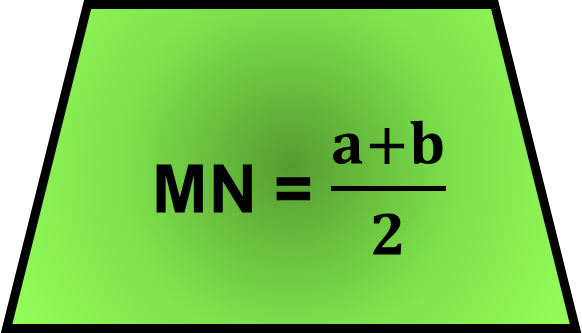 MN = a+b/2